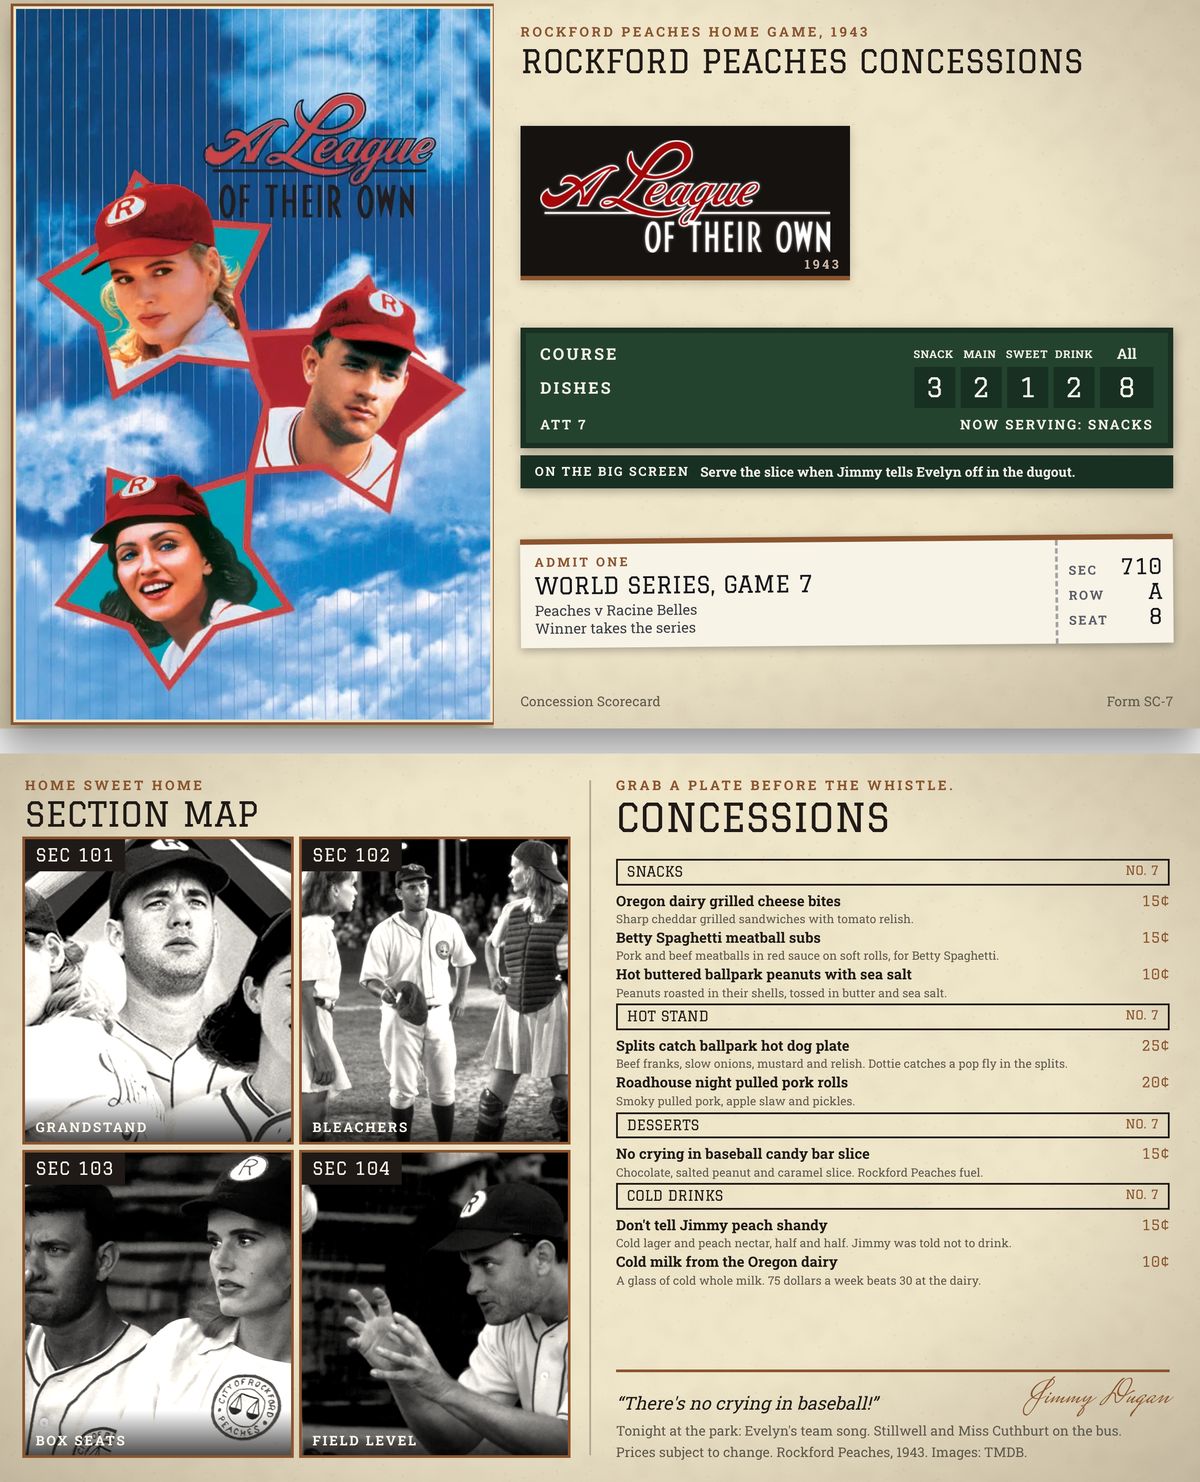 A League
OF THEIR OWN
R
R
R
ROCKFORD PEACHES HOME GAME, 1943
ROCKFORD PEACHES CONCESSIONS
A League
OF THEIR OWN
1943
COURSE SNACK MAIN SWEET DRINK All
DISHES 3 2 1 2 8
ATT 7 NOW SERVING: SNACKS
ON THE BIG SCREEN Serve the slice when Jimmy tells Evelyn off in the dugout.
ADMIT ONE
WORLD SERIES, GAME 7
Peaches v Racine Belles
Winner takes the series
SEC 710
ROW A
SEAT 8
Concession Scorecard Form SC-7
HOME SWEET HOME
SECTION MAP
SEC 101
GRANDSTAND
SEC 102
BLEACHERS
SEC 103
R
CITY OF ROCKFORD
PEACHES
BOX SEATS
SEC 104
R
FIELD LEVEL
GRAB A PLATE BEFORE THE WHISTLE.
CONCESSIONS
SNACKS NO. 7
Oregon dairy grilled cheese bites 15¢
Sharp cheddar grilled sandwiches with tomato relish.
Betty Spaghetti meatball subs 15¢
Pork and beef meatballs in red sauce on soft rolls, for Betty Spaghetti.
Hot buttered ballpark peanuts with sea salt 10¢
Peanuts roasted in their shells, tossed in butter and sea salt.
HOT STAND NO. 7
Splits catch ballpark hot dog plate 25¢
Beef franks, slow onions, mustard and relish. Dottie catches a pop fly in the splits.
Roadhouse night pulled pork rolls 20¢
Smoky pulled pork, apple slaw and pickles.
DESSERTS NO. 7
No crying in baseball candy bar slice 15¢
Chocolate, salted peanut and caramel slice. Rockford Peaches fuel.
COLD DRINKS NO. 7
Don't tell Jimmy peach shandy 15¢
Cold lager and peach nectar, half and half. Jimmy was told not to drink.
Cold milk from the Oregon dairy 10¢
A glass of cold whole milk. 75 dollars a week beats 30 at the dairy.
“There's no crying in baseball!” Jimmy Dugan
Tonight at the park: Evelyn's team song. Stillwell and Miss Cuthburt on the bus.
Prices subject to change. Rockford Peaches, 1943. Images: TMDB.